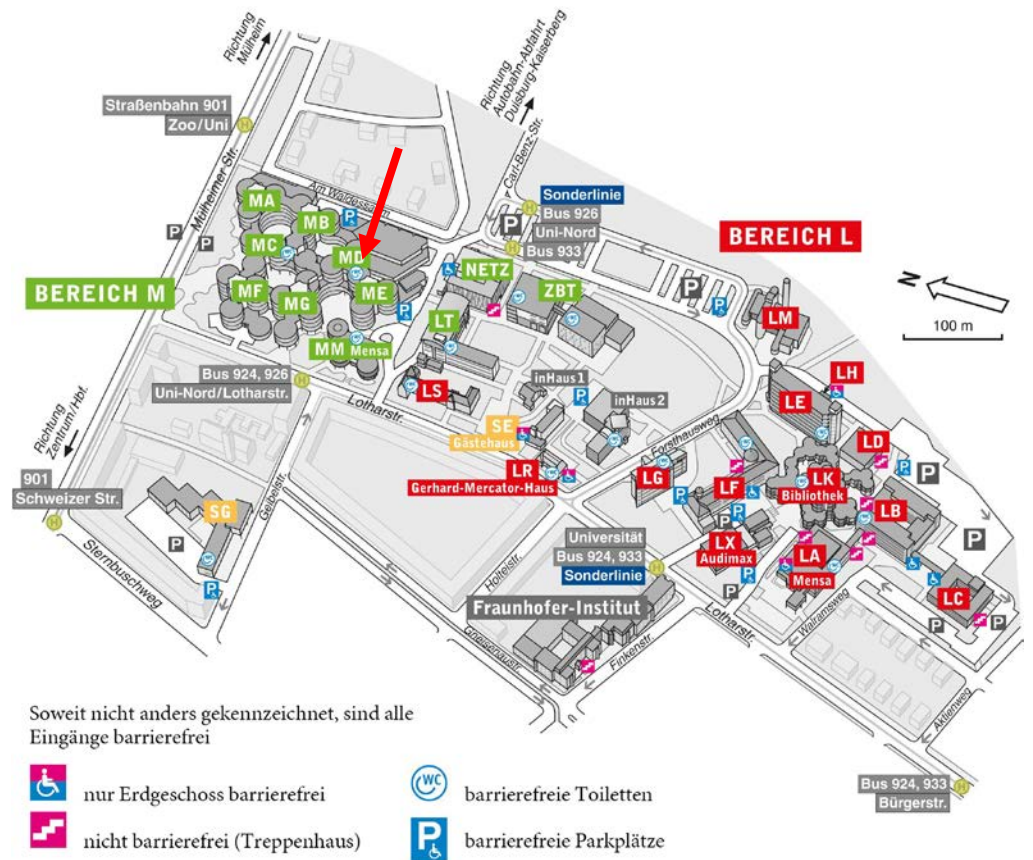 Richtung
Mülheim
Richtung
Autobahn-Abfahrt
Duisburg-Kaiserberg
Straßenbahn 901
Zoo/Uni
H
Mülheimer Str.
Carl-Benz-Str.
Am Waldessaum
Sonderlinie
Bus 926
Uni-Nord
Bus 933
H
H
BEREICH L
BEREICH M
MA
MB
MC
MD
ME
MF
MG
MM Mensa
NETZ
ZBT
LT
LS
P
P
P
P
P
P
P
N
100 m
LM
LH
LE
LD
inHaus 1
inHaus 2
P
Bus 924, 926
Uni-Nord/Lotharstr.
H
Lotharstr.
SE
Gästehaus
LR
Gerhard-Mercator-Haus
Forsthausweg
LG
LF
LK
Bibliothek
LB
P
P
Richtung
Zentrum/Hbf.
901
Schweizer Str.
H
SG
P
P
Geibelstr.
Sternbuschweg
Universität
Bus 924, 933
Sonderlinie
H
Holteistr.
LX
Audimax
P
P
P
P
LA
Mensa
LC
P
P
P
Fraunhofer-Institut
Gneisenaustr.
Finkenstr.
Lotharstr.
Walramsweg
Aktienweg
Bus 924, 933
Bürgerstr.
H
Soweit nicht anders gekennzeichnet, sind alle
Eingänge barrierefrei
nur Erdgeschoss barrierefrei
nicht barrierefrei (Treppenhaus)
WC barrierefreie Toiletten
P barrierefreie Parkplätze